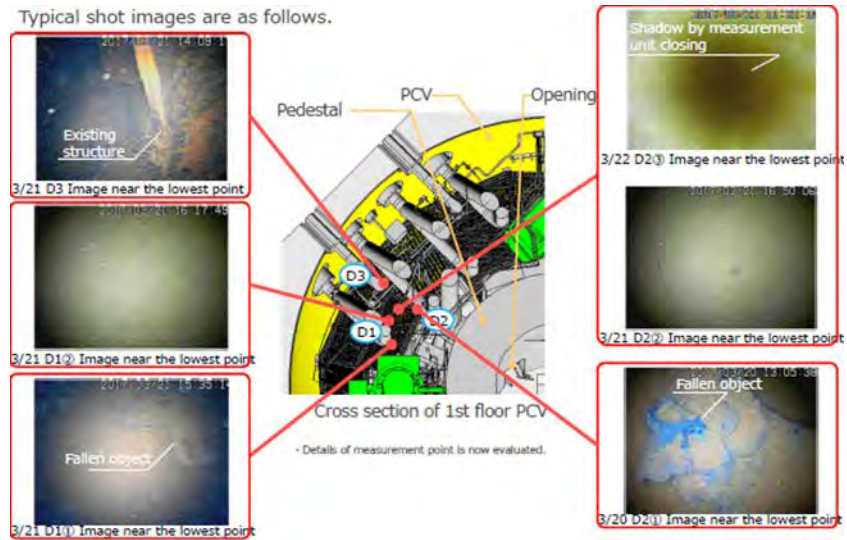 Typical shot images are as follows.
Existing
structure
3/21 D3 Image near the lowest point
3/21 D1② Image near the lowest point
Fallen object
3/21 D1① Image near the lowest point
Pedestal
PCV
Opening
D3
D1
D2
Cross section of 1st floor PCV
・Details of measurement point is now evaluated.
Shadow by measurement
unit closing
3/22 D2③ Image near the lowest point
3/21 D2② Image near the lowest point
Fallen object
3/20 D2① Image near the lowest point